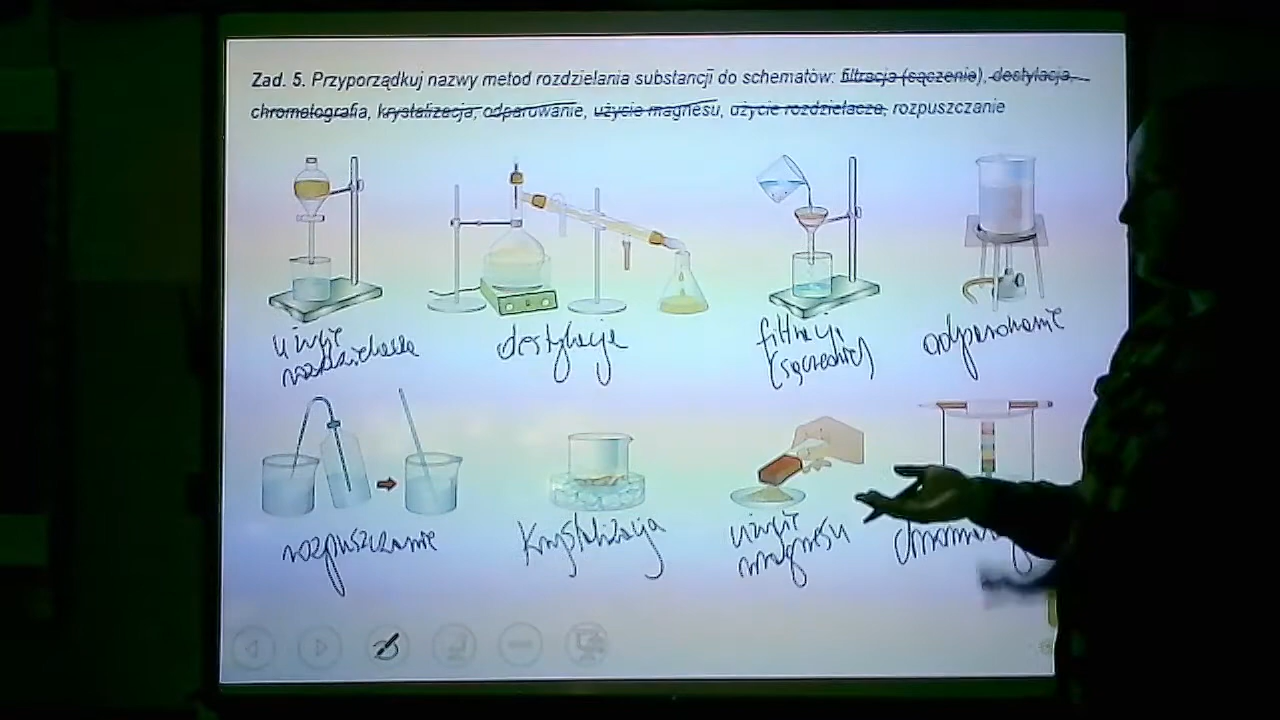 Zad. 5. Przyporządkuj nazwy metod rozdzielania substancji do schematów: filtracja (sączenie), destylacja,
chromatografia, krystalizacja, odparowanie, użycie magnesu, użycie rozdzielacza, rozpuszczanie
użycie
rozdzielacza
destylacja
filtracja
(sączenie)
odparowanie
rozpuszczanie
Krystalizacja
użycie
magnesu